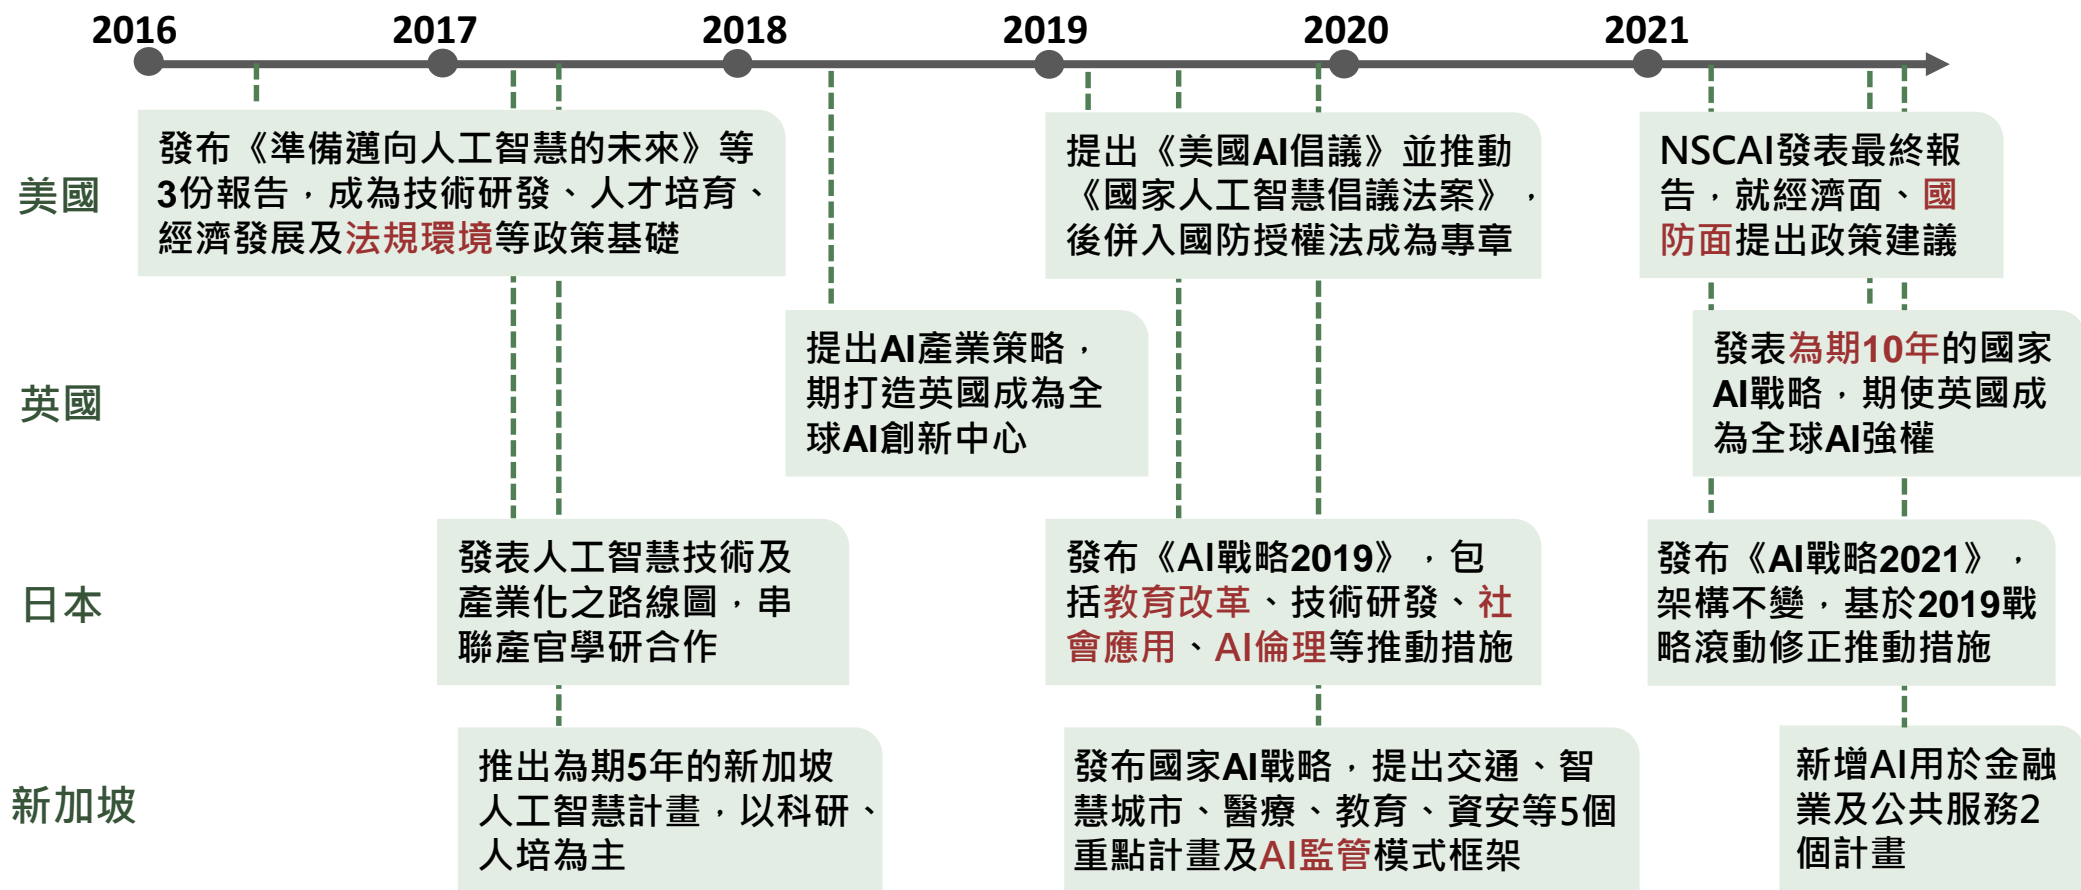 2016
2017
2018
2019
2020
2021
美國
發布《準備邁向人工智慧的未來》等
3份報告，成為技術研發、人才培育、
經濟發展及法規環境等政策基礎
提出《美國AI倡議》並推動
《國家人工智慧倡議法案》，
後併入國防授權法成為專章
NSCAI發表最終報
告，就經濟面、國
防面提出政策建議
英國
提出AI產業策略，
期打造英國成為全
球AI創新中心
發表為期10年的國家
AI戰略，期使英國成
為全球AI強權
日本
發表人工智慧技術及
產業化之路線圖，串
聯產官學研合作
發布《AI戰略2019》，包
括教育改革、技術研發、社
會應用、AI倫理等推動措施
發布《AI戰略2021》，
架構不變，基於2019戰
略滾動修正推動措施
新加坡
推出為期5年的新加坡
人工智慧計畫，以科研、
人培為主
發布國家AI戰略，提出交通、智
慧城市、醫療、教育、資安等5個
重點計畫及AI監管模式框架
新增AI用於金融
業及公共服務2
個計畫